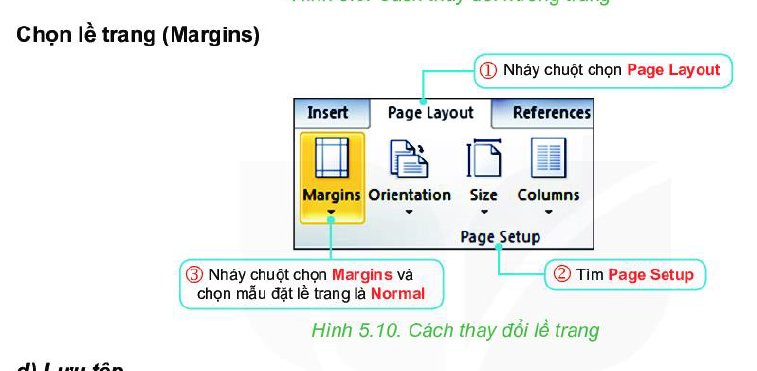 Chọn lề trang (Margins)
① Nháy chuột chọn Page Layout
Insert Page Layout References
Margins Orientation Size Columns
Page Setup
③ Nháy chuột chọn Margins và
chọn mẫu đặt lề trang là Normal
② Tìm Page Setup
Hình 5.10. Cách thay đổi lề trang